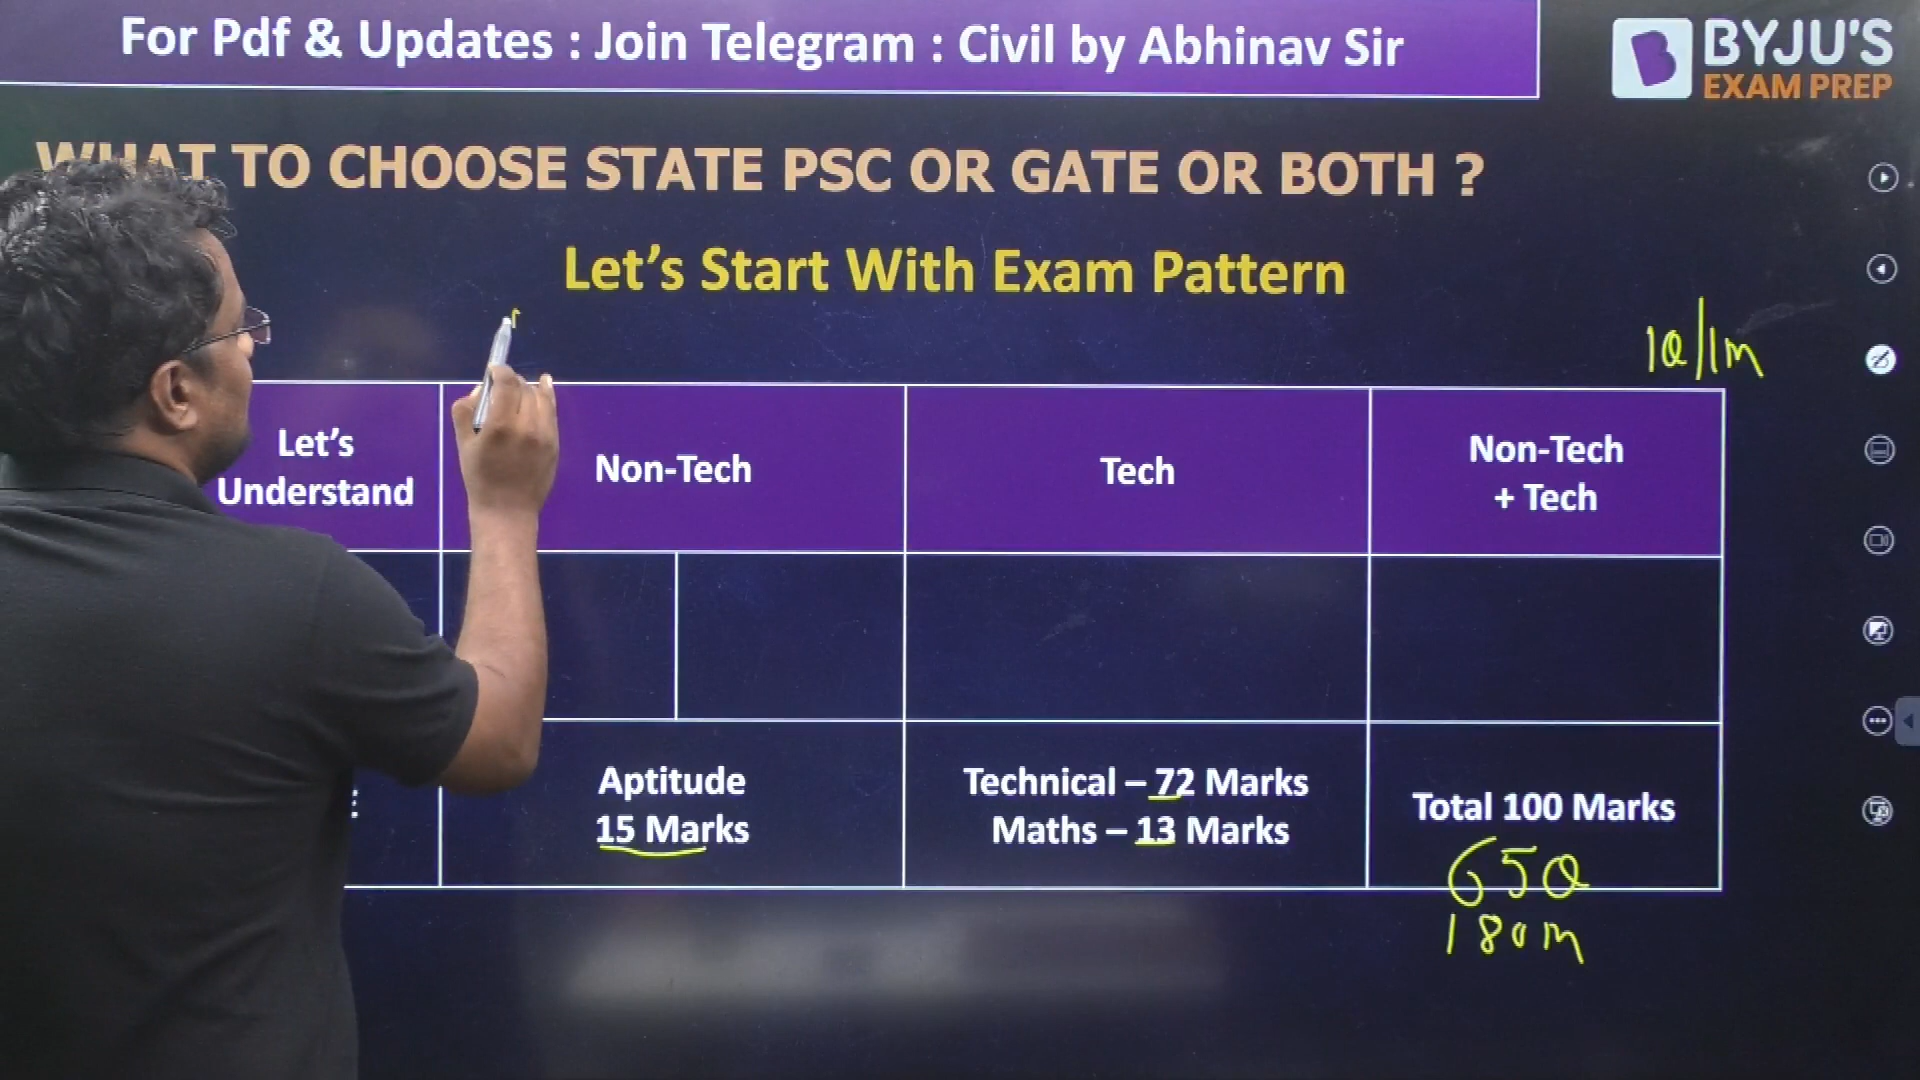 For Pdf & Updates : Join Telegram : Civil by Abhinav Sir
BYJU'S
EXAM PREP
WHAT TO CHOOSE STATE PSC OR GATE OR BOTH ?
Let's Start With Exam Pattern
1Q/1m
Let's
Understand
Non-Tech
Tech
Non-Tech
+ Tech
Aptitude
15 Marks
Technical – 72 Marks
Maths – 13 Marks
Total 100 Marks
65Q
180m